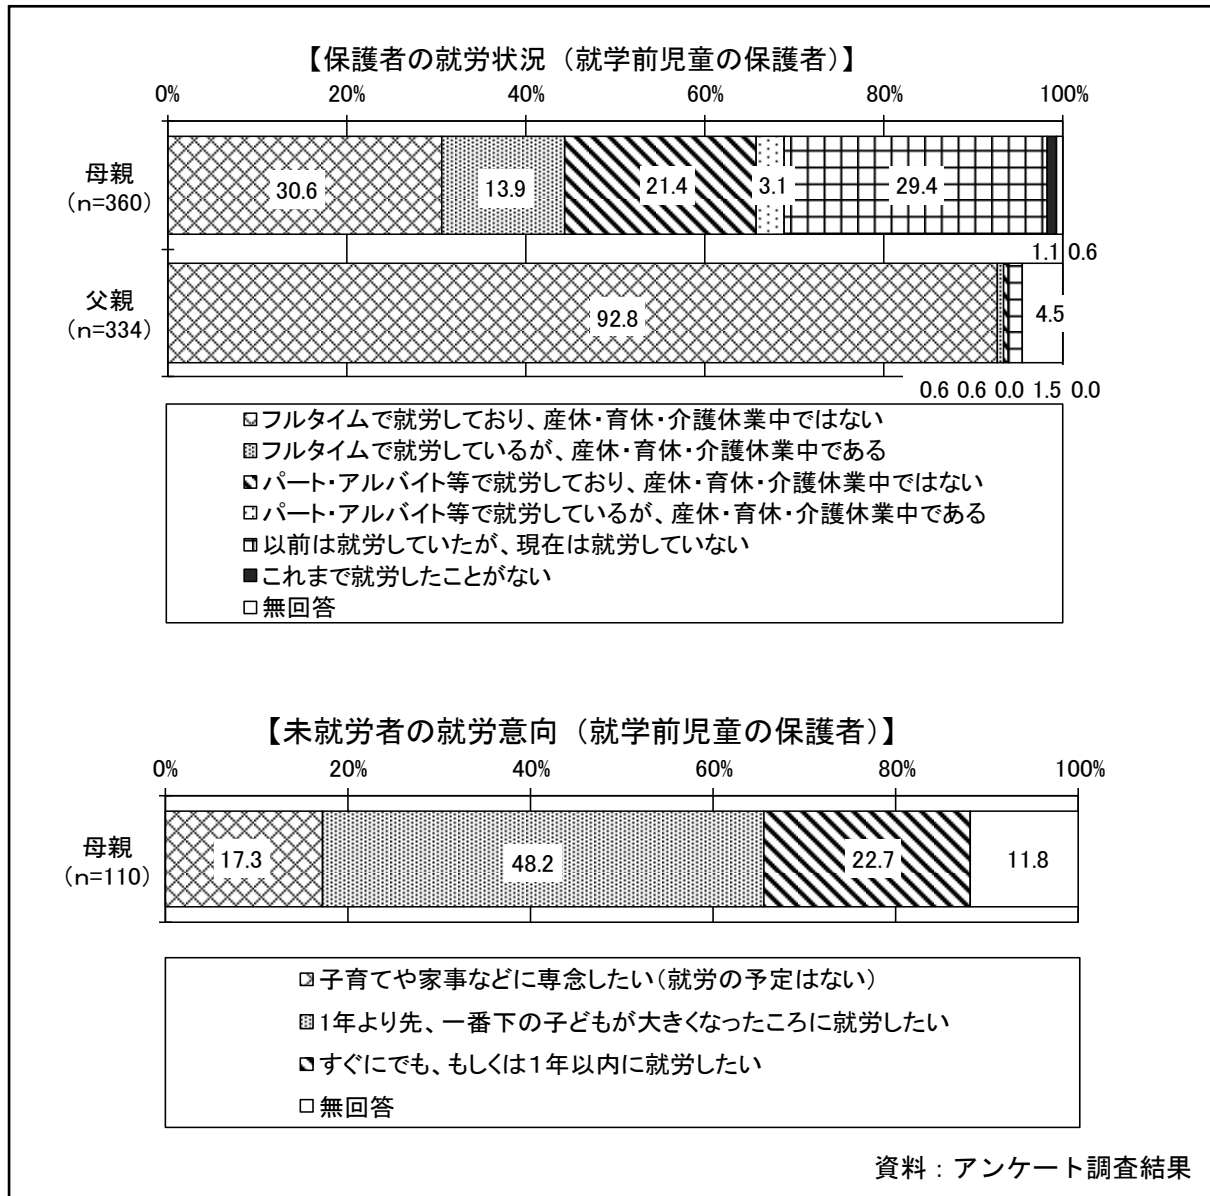 【保護者の就労状況（就学前児童の保護者）】
0% 20% 40% 60% 80% 100%
母親
（n=360）
30.6 13.9 21.4 3.1 29.4
1.1 0.6
父親
（n=334）
92.8 4.5
0.6 0.6 0.0 1.5 0.0
フルタイムで就労しており、産休・育休・介護休業中ではない
フルタイムで就労しているが、産休・育休・介護休業中である
パート・アルバイト等で就労しており、産休・育休・介護休業中ではない
パート・アルバイト等で就労しているが、産休・育休・介護休業中である
以前は就労していたが、現在は就労していない
これまで就労したことがない
無回答
【未就労者の就労意向（就学前児童の保護者）】
0% 20% 40% 60% 80% 100%
母親
（n=110）
17.3 48.2 22.7 11.8
子育てや家事などに専念したい（就労の予定はない）
1年より先、一番下の子どもが大きくなったころに就労したい
すぐにでも、もしくは１年以内に就労したい
無回答
資料：アンケート調査結果